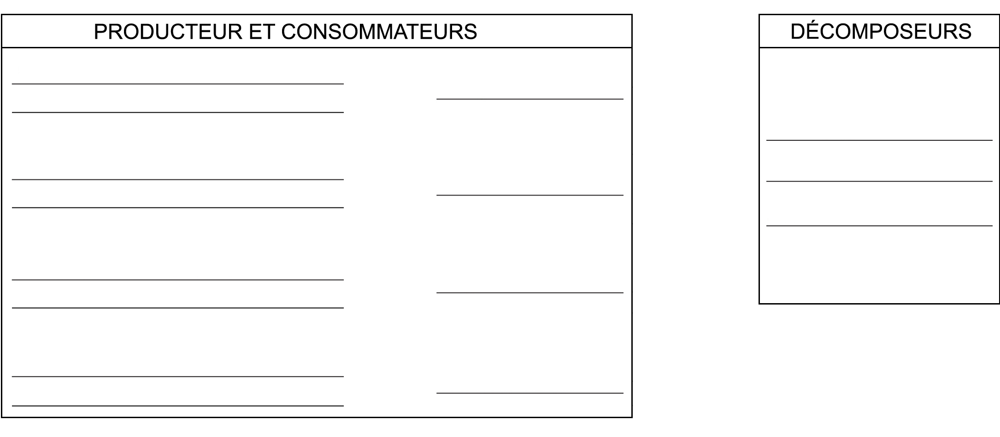 PRODUCTEUR ET CONSOMMATEURS
DÉCOMPOSEURS